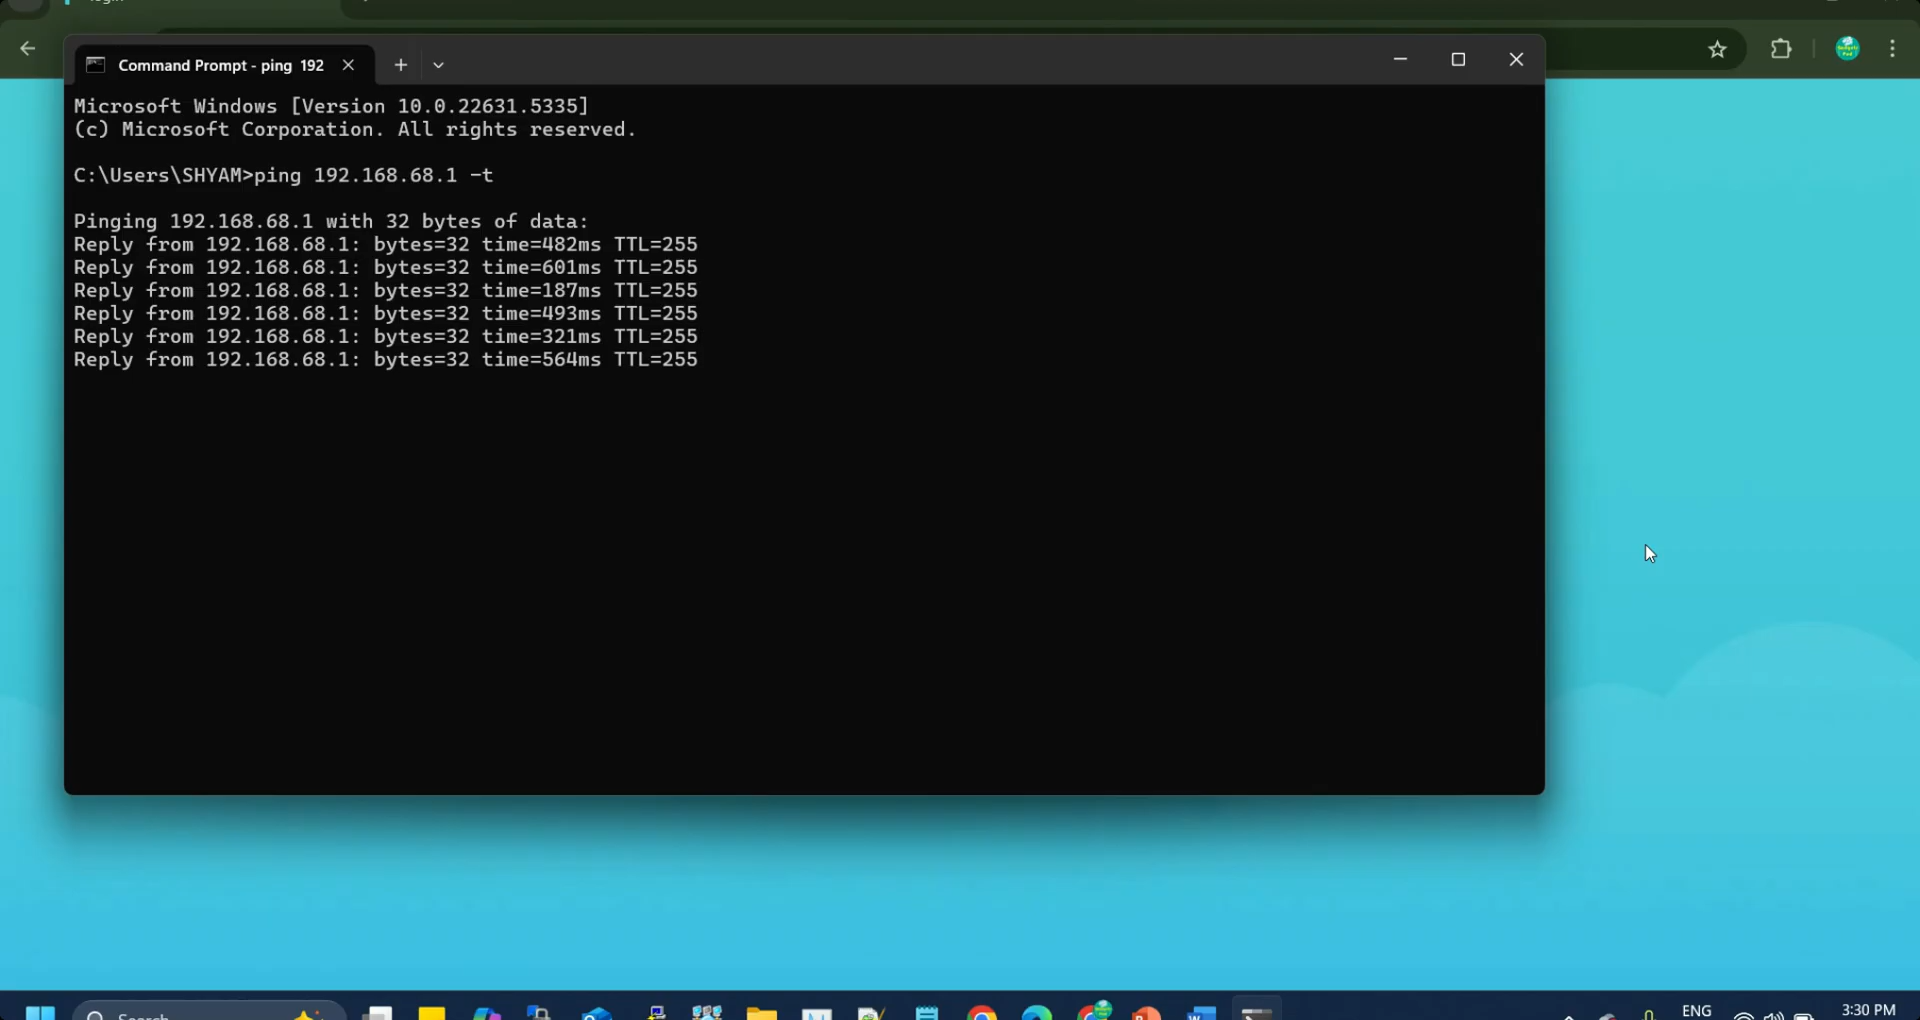 Command Prompt - ping 192
Microsoft Windows [Version 10.0.22631.5335]
(c) Microsoft Corporation. All rights reserved.
C:\Users\SHYAM>ping 192.168.68.1 -t
Pinging 192.168.68.1 with 32 bytes of data:
Reply from 192.168.68.1: bytes=32 time=482ms TTL=255
Reply from 192.168.68.1: bytes=32 time=601ms TTL=255
Reply from 192.168.68.1: bytes=32 time=187ms TTL=255
Reply from 192.168.68.1: bytes=32 time=493ms TTL=255
Reply from 192.168.68.1: bytes=32 time=321ms TTL=255
Reply from 192.168.68.1: bytes=32 time=564ms TTL=255
Search
ENG
3:30 PM